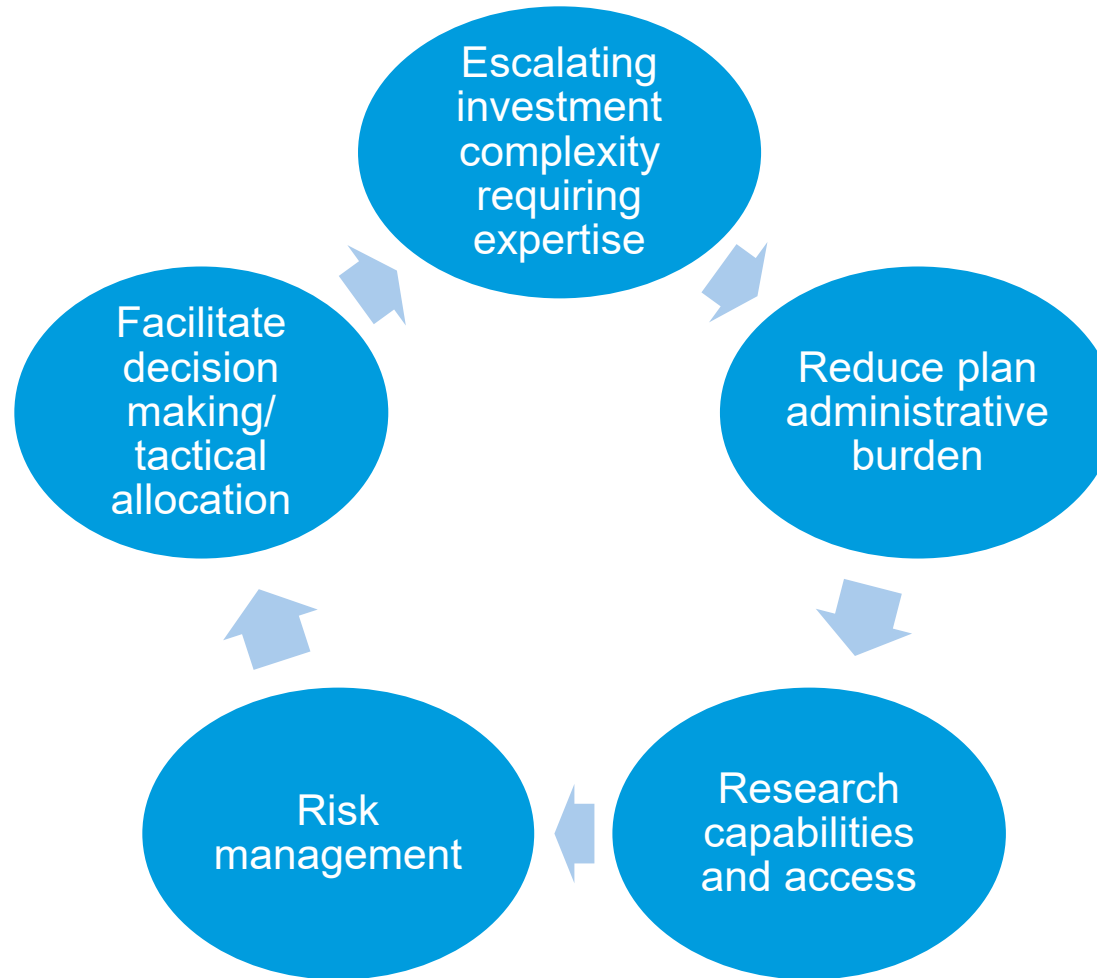 Escalating
investment
complexity
requiring
expertise
Reduce plan
administrative
burden
Research
capabilities
and access
Risk
management
Facilitate
decision
making/
tactical
allocation